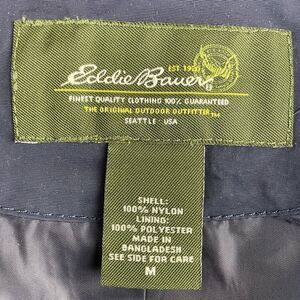 EST. 1920
Eddie Bauer®
FINEST QUALITY CLOTHING 100% GUARANTEED
THE ORIGINAL OUTDOOR OUTFITTER™
SEATTLE · USA
SHELL:
100% NYLON
LINING:
100% POLYESTER
MADE IN
BANGLADESH
SEE SIDE FOR CARE
M